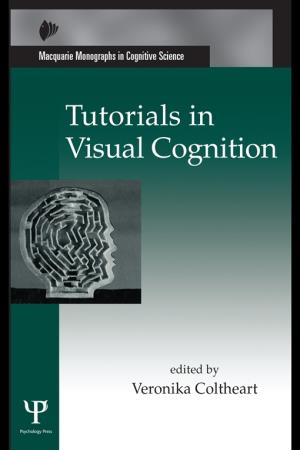 Macquarie Monographs in Cognitive Science
Tutorials in
Visual Cognition
edited by
Veronika Coltheart
Psychology Press